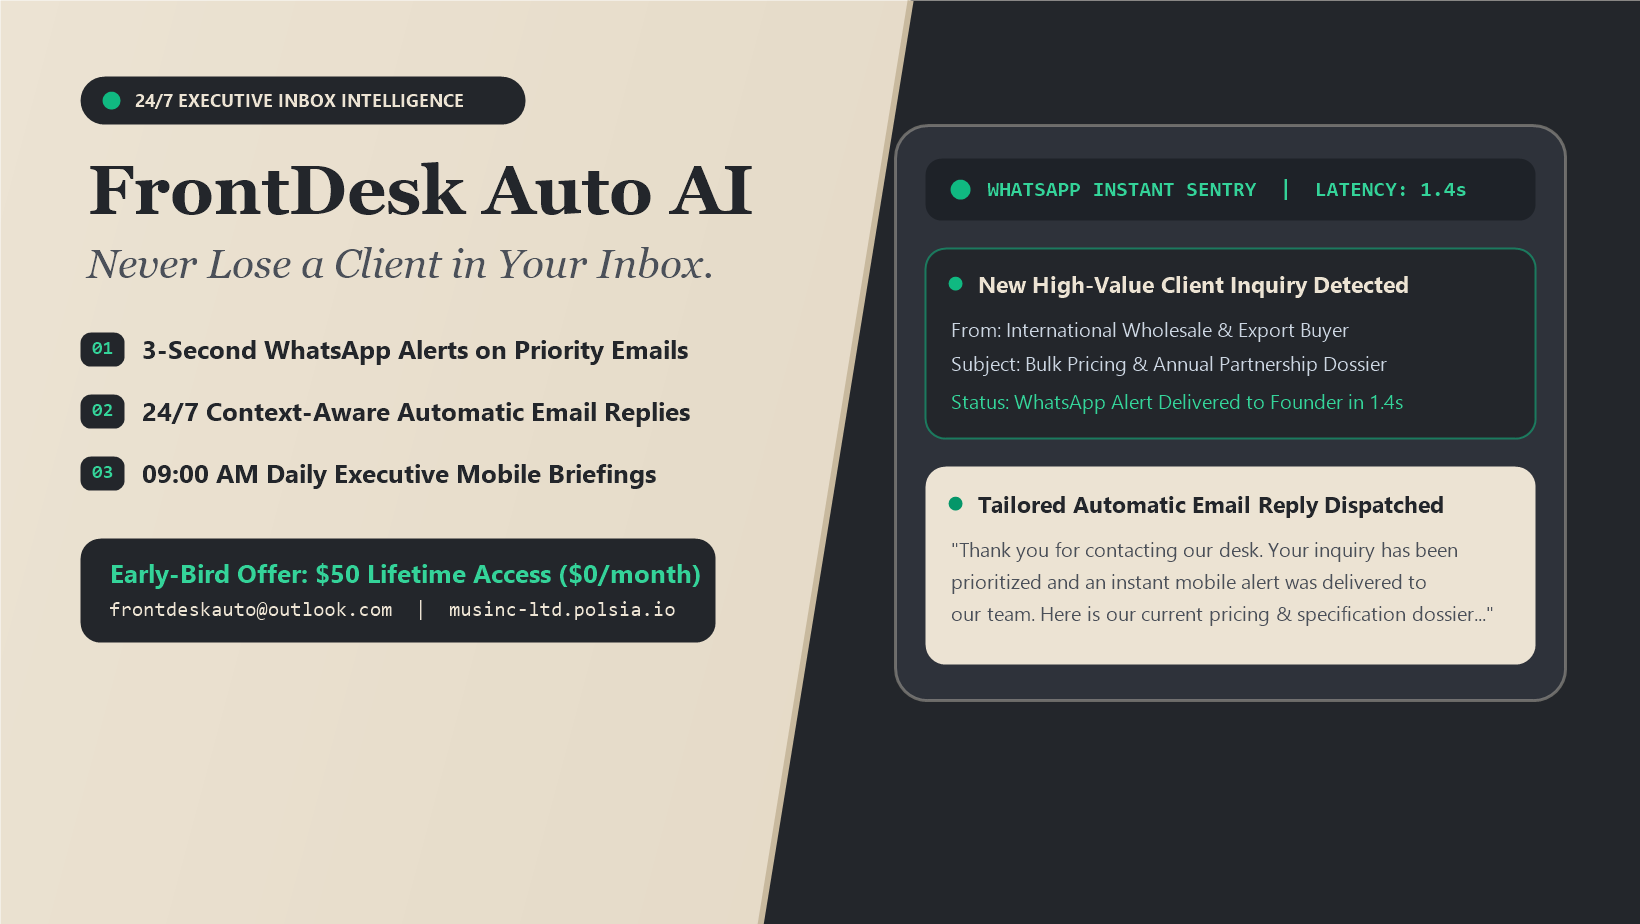 24/7 EXECUTIVE INBOX INTELLIGENCE
FrontDesk Auto AI
Never Lose a Client in Your Inbox.
01 3-Second WhatsApp Alerts on Priority Emails
02 24/7 Context-Aware Automatic Email Replies
03 09:00 AM Daily Executive Mobile Briefings
Early-Bird Offer: $50 Lifetime Access ($0/month)
frontdeskauto@outlook.com | musinc-ltd.polsia.io
WHATSAPP INSTANT SENTRY | LATENCY: 1.4s
New High-Value Client Inquiry Detected
From: International Wholesale & Export Buyer
Subject: Bulk Pricing & Annual Partnership Dossier
Status: WhatsApp Alert Delivered to Founder in 1.4s
Tailored Automatic Email Reply Dispatched
"Thank you for contacting our desk. Your inquiry has been
prioritized and an instant mobile alert was delivered to
our team. Here is our current pricing & specification dossier..."